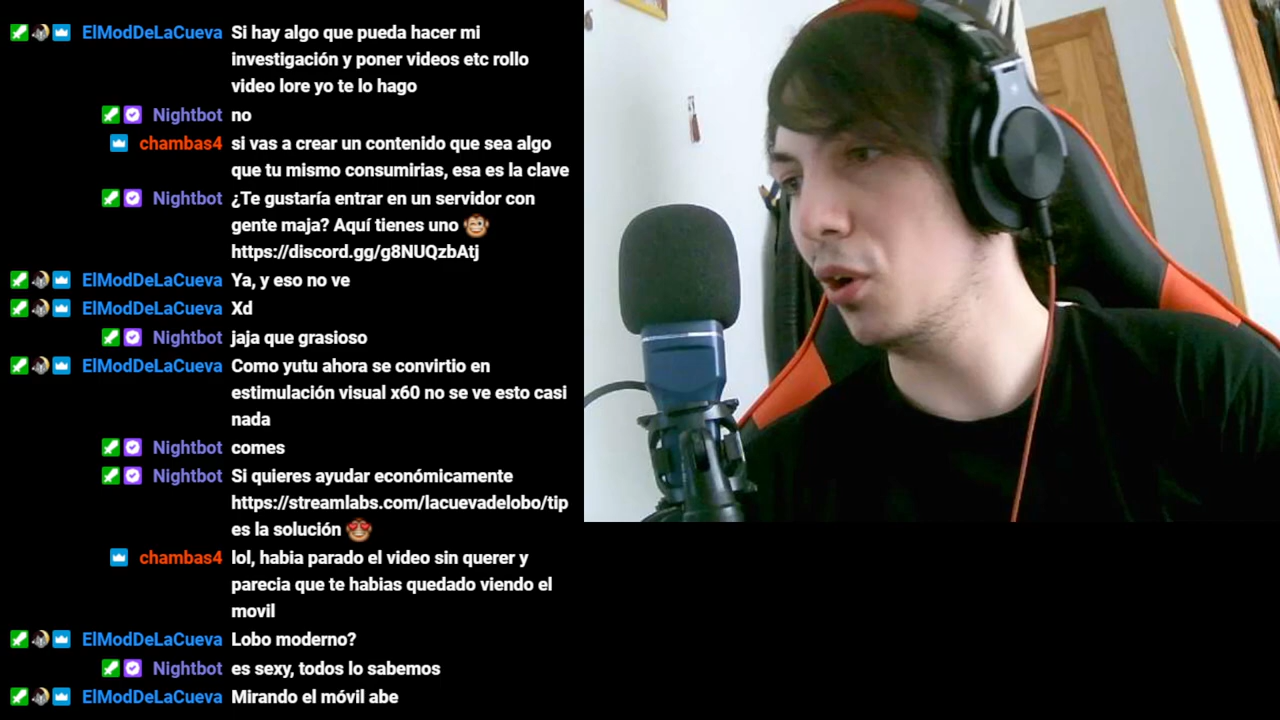 ElModDeLaCueva Si hay algo que pueda hacer mi
investigación y poner videos etc rollo
video lore yo te lo hago
Nightbot no
chambas4 si vas a crear un contenido que sea algo
que tu mismo consumirias, esa es la clave
Nightbot ¿Te gustaría entrar en un servidor con
gente maja? Aquí tienes uno 🐵
https://discord.gg/g8NUQzbAtj
ElModDeLaCueva Ya, y eso no ve
ElModDeLaCueva Xd
Nightbot jaja que grasioso
ElModDeLaCueva Como yutu ahora se convirtio en
estimulación visual x60 no se ve esto casi
nada
Nightbot comes
Nightbot Si quieres ayudar económicamente
https://streamlabs.com/lacuevadelobo/tip
es la solución
chambas4 lol, habia parado el video sin querer y
parecia que te habias quedado viendo el
movil
ElModDeLaCueva Lobo moderno?
Nightbot es sexy, todos lo sabemos
ElModDeLaCueva Mirando el móvil abe